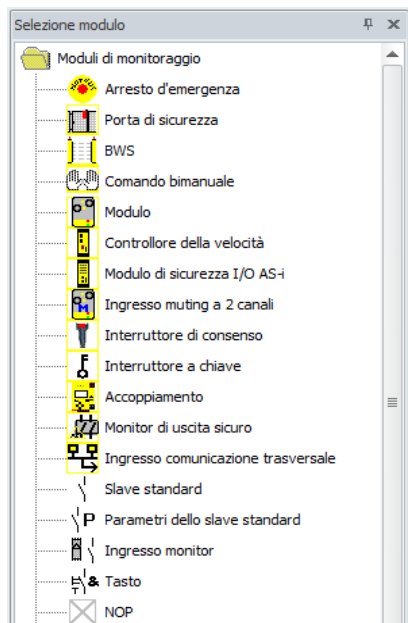 Selezione modulo
Moduli di monitoraggio
Arresto d'emergenza
Porta di sicurezza
BWS
Comando bimanuale
Modulo
Controllore della velocità
Modulo di sicurezza I/O AS-i
Ingresso muting a 2 canali
Interruttore di consenso
Interruttore a chiave
Accoppiamento
Monitor di uscita sicuro
Ingresso comunicazione trasversale
Slave standard
P Parametri dello slave standard
Ingresso monitor
& Tasto
NOP